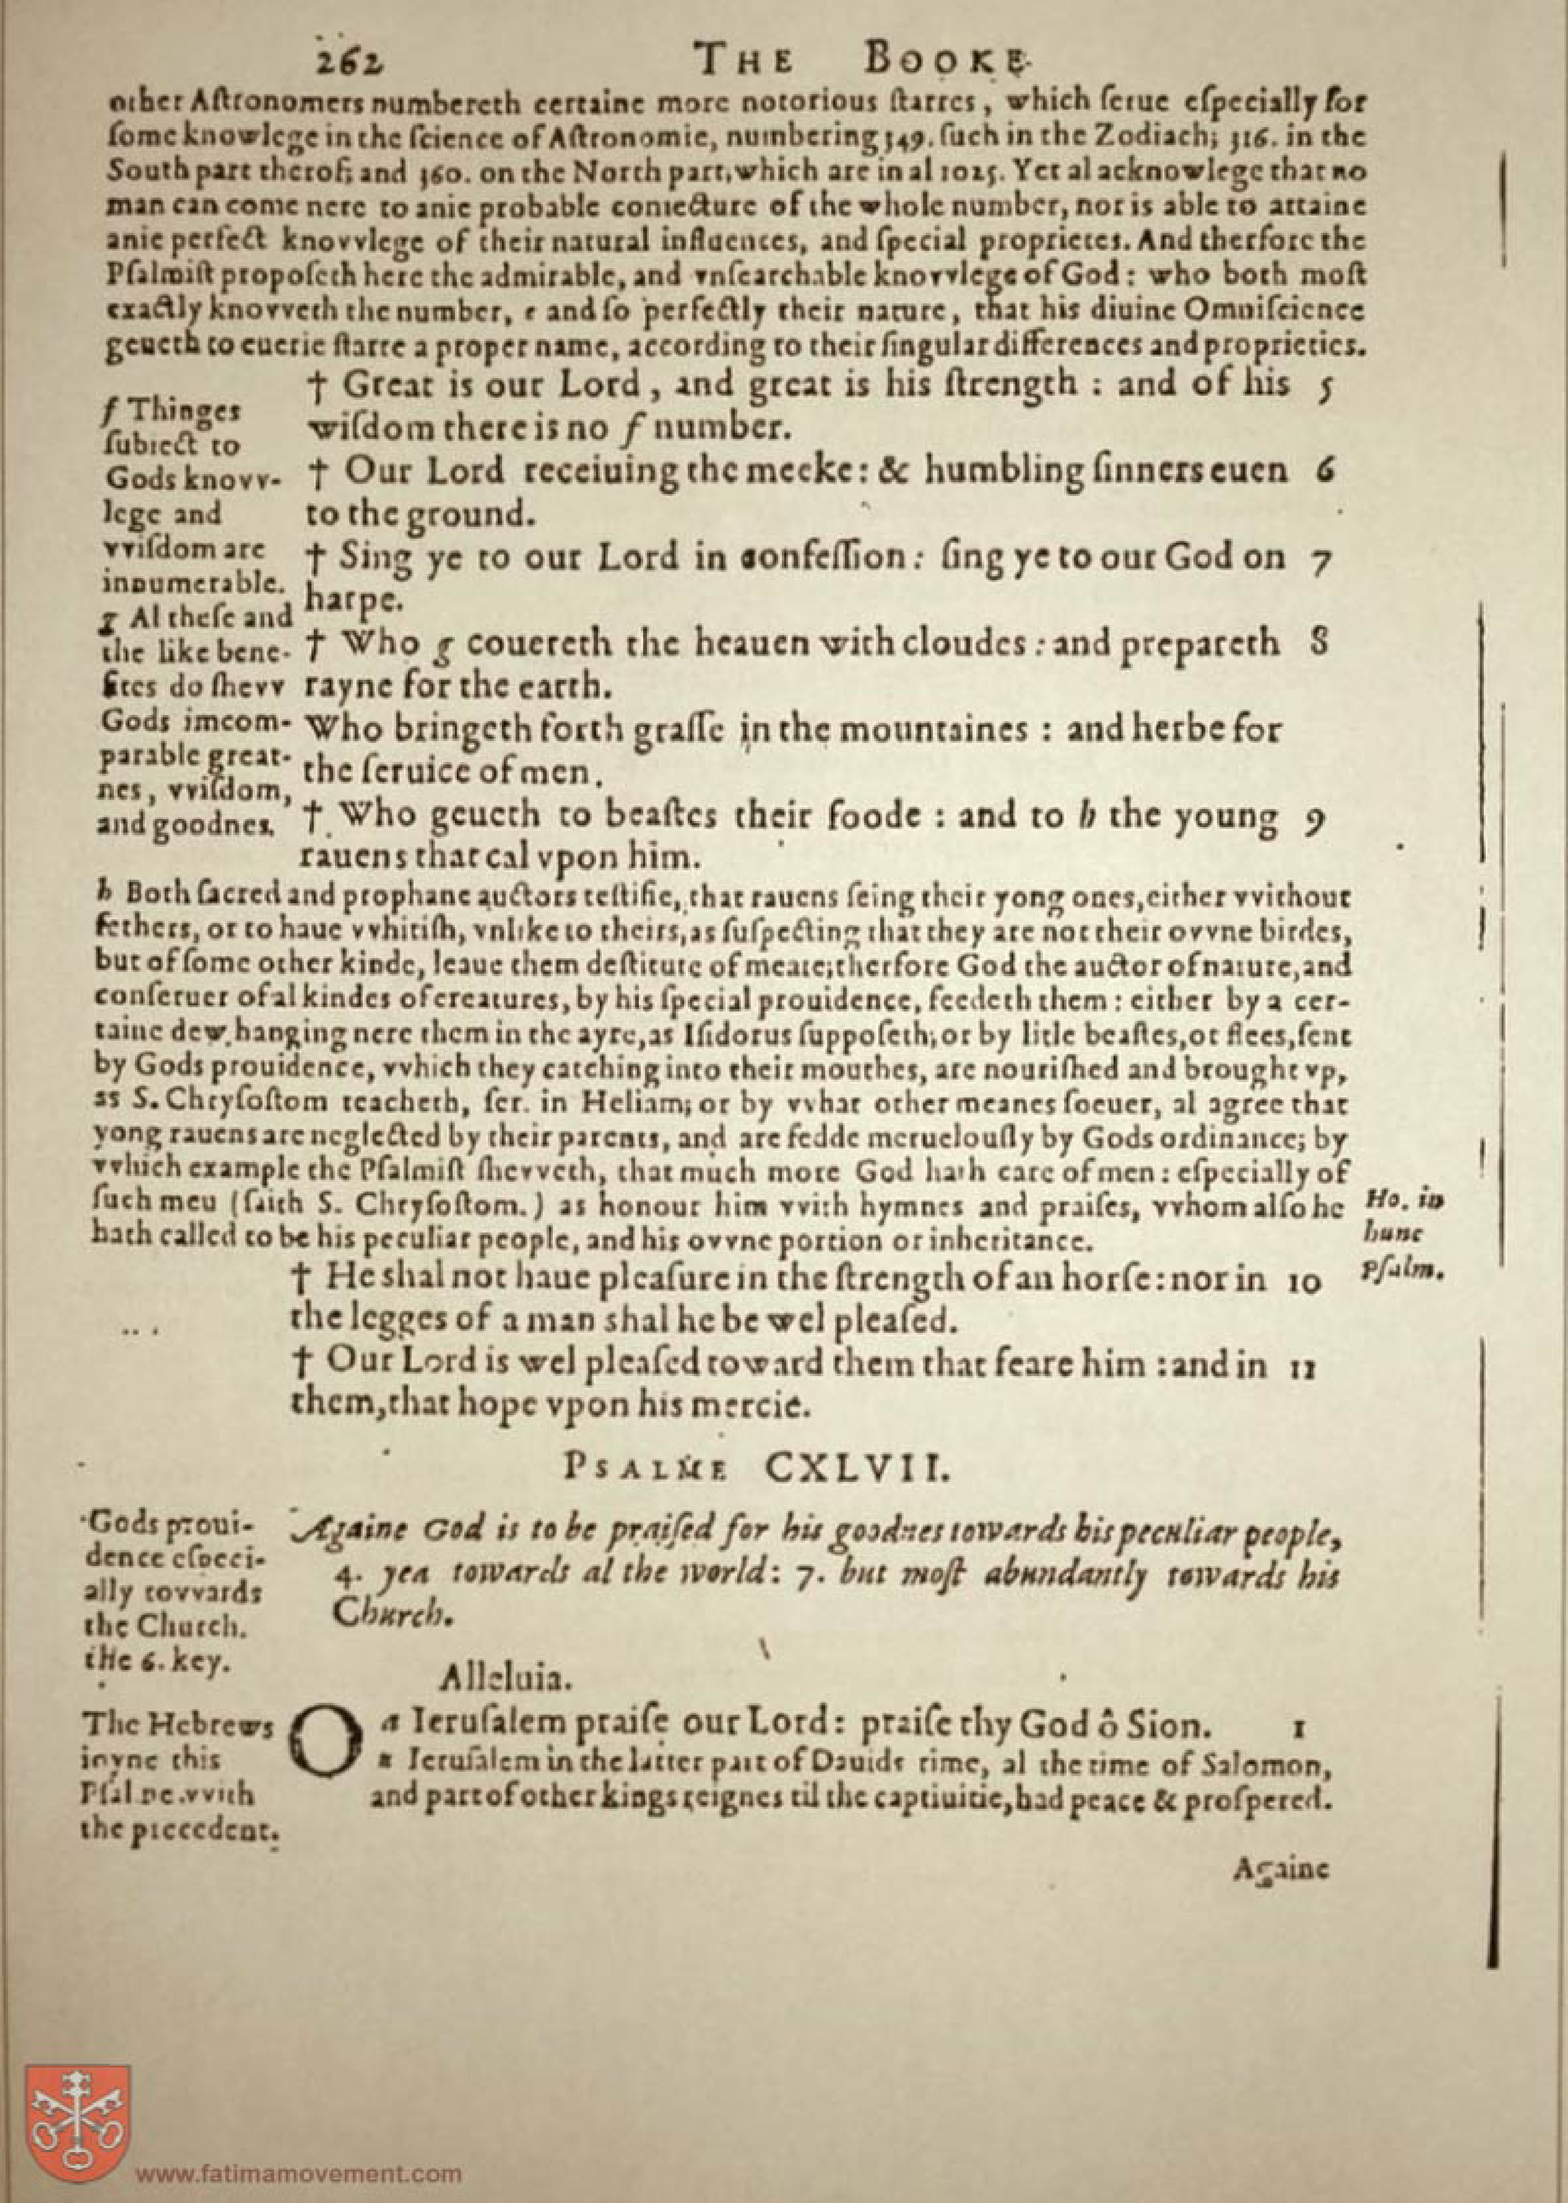 262 THE BOOKE
other Aſtronomers numbereth certaine more notorious ſtarres, which ſerue eſpecially for
ſome knowlege in the ſcience of Aſtronomie, numbering 349. ſuch in the Zodiach; 316. in the
South part therof; and 360. on the North part, which are in al 1025. Yet al acknowlege that no
man can come nere to anie probable coniecture of the whole number, nor is able to attaine
anie perfect knovvlege of their natural influences, and ſpecial proprietes. And therfore the
Pſalmiſt propoſeth here the admirable, and vnſearchable knovvlege of God: who both moſt
exactly knovveth the number, e and ſo perfectly their nature, that his diuine Omniſcience
geueth to euerie ſtarre a proper name, according to their ſingular differences and proprieties.
† Great is our Lord, and great is his ſtrength : and of his 5
wiſdom there is no f number.
† Our Lord receiuing the meeke: & humbling ſinners euen 6
to the ground.
† Sing ye to our Lord in confeſſion: ſing ye to our God on 7
harpe.
† Who g couereth the heauen with cloudes: and prepareth 8
rayne for the earth.
Who bringeth forth graſſe in the mountaines : and herbe for
the ſeruice of men.
† Who geueth to beaſtes their foode : and to h the young 9
rauens that cal vpon him.
f Thinges
ſubiect to
Gods knovv-
lege and
vviſdom are
innumerable.
g Al theſe and
the like bene-
fites do ſhevv
Gods imcom-
parable great-
nes, vviſdom,
and goodnes.
h Both ſacred and prophane auctors teſtifie, that rauens ſeing their yong ones, either vvithout
fethers, or to haue vvhitiſh, vnlike to theirs, as ſuſpecting that they are not their ovvne birdes,
but of ſome other kinde, leaue them deſtitute of meate; therfore God the auctor of nature, and
conſeruer of al kindes of creatures, by his ſpecial prouidence, feedeth them: either by a cer-
taine dew hanging nere them in the ayre, as Iſidorus ſuppoſeth; or by litle beaſtes, or flees, ſent
by Gods prouidence, vvhich they catching into their mouthes, are nouriſhed and brought vp,
as S. Chryſoſtom teacheth, ſer. in Heliam; or by vvhat other meanes ſoeuer, al agree that
yong rauens are neglected by their parents, and are fedde meruelouſly by Gods ordinance; by
vvhich example the Pſalmiſt ſhevveth, that much more God hath care of men: eſpecially of
ſuch meu (ſaith S. Chryſoſtom.) as honour him vvith hymnes and praiſes, vvhom alſo he
hath called to be his peculiar people, and his ovvne portion or inheritance.
Ho. in
hunc
Pſalm.
† He shal not haue pleaſure in the ſtrength of an horſe: nor in 10
the legges of a man shal he be wel pleaſed.
† Our Lord is wel pleaſed toward them that feare him : and in 11
them, that hope vpon his mercie.
PSALME CXLVII.
Gods proui-
dence eſpeci-
ally tovvards
the Church.
the 6. key.
Againe God is to be praiſed for his goodnes towards his peculiar people,
4. yea towards al the world: 7. but moſt abundantly towards his
Church.
Alleluia.
The Hebrews
ioyne this
Pſalne.vvith
the precedent.
O a Ieruſalem praiſe our Lord: praiſe thy God ô Sion. 1
a Ieruſalem in the latter part of Dauids time, al the time of Salomon,
and part of other kings reignes til the captiuitie, had peace & proſpered.
Againe
www.fatimamovement.com